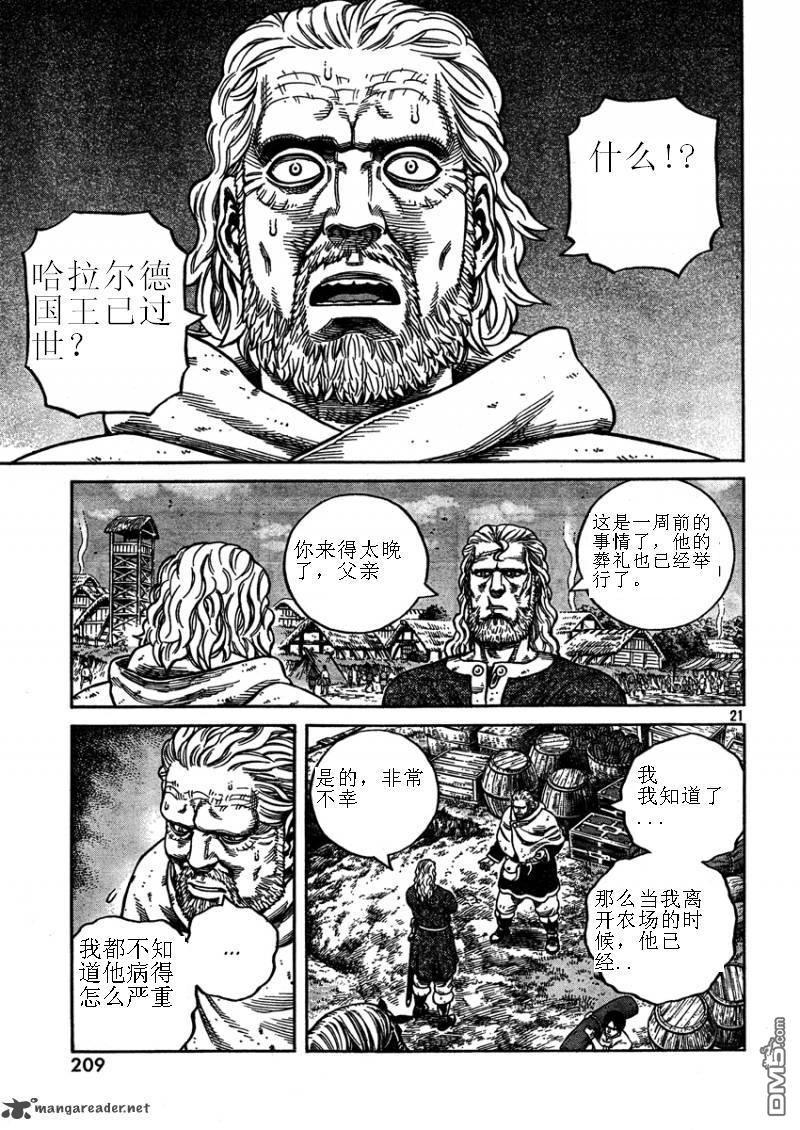 什么!?
哈拉尔德
国王已过
世？
这是一周前的
事情了，他的
葬礼也已经举
行了。
你来得太晚
了，父亲
21
我
我知道了
...
是的，非常
不幸
那么当我离
开农场的时
候，他已
经..
...
我都不知
道他病得
怎么严重
209
mangareader.net
DM5.com